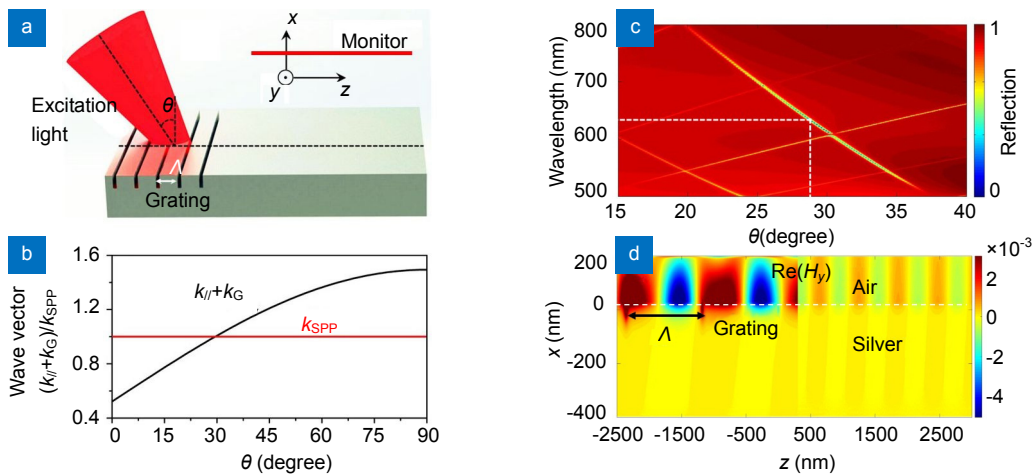 a
x
Monitor
y
z
Excitation
light
θ
Λ
Grating
b
1.6
1.2
0.8
0.4
Wave vector
(k//+kG)/kSPP
k//+kG
kSPP
0
15
30
45
60
75
90
θ (degree)
c
800
700
600
500
Wavelength (nm)
15
20
25
30
35
40
θ(degree)
1
0
Reflection
d
200
0
-200
-400
x (nm)
Re(Hy)
Air
Grating
Λ
Silver
-2500
-1500
-500
500
1500
2500
z (nm)
×10⁻³
2
0
-2
-4